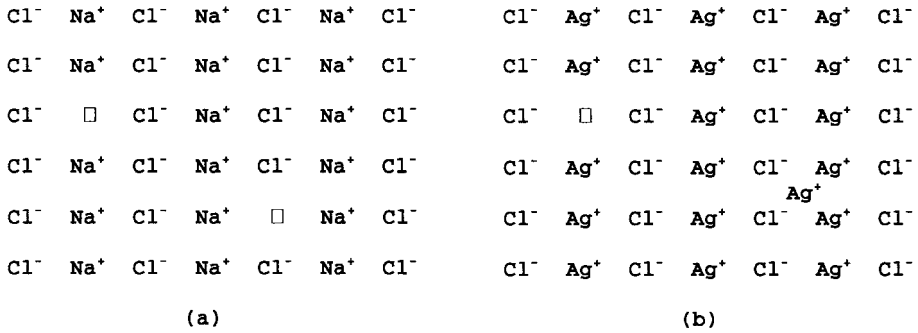 Cl⁻ Na⁺ Cl⁻ Na⁺ Cl⁻ Na⁺ Cl⁻
Cl⁻ Na⁺ Cl⁻ Na⁺ Cl⁻ Na⁺ Cl⁻
Cl⁻ □ Cl⁻ Na⁺ Cl⁻ Na⁺ Cl⁻
Cl⁻ Na⁺ Cl⁻ Na⁺ Cl⁻ Na⁺ Cl⁻
Cl⁻ Na⁺ Cl⁻ Na⁺ □ Na⁺ Cl⁻
Cl⁻ Na⁺ Cl⁻ Na⁺ Cl⁻ Na⁺ Cl⁻
(a)
Cl⁻ Ag⁺ Cl⁻ Ag⁺ Cl⁻ Ag⁺ Cl⁻
Cl⁻ Ag⁺ Cl⁻ Ag⁺ Cl⁻ Ag⁺ Cl⁻
Cl⁻ □ Cl⁻ Ag⁺ Cl⁻ Ag⁺ Cl⁻
Cl⁻ Ag⁺ Cl⁻ Ag⁺ Cl⁻ Ag⁺ Cl⁻
Ag⁺
Cl⁻ Ag⁺ Cl⁻ Ag⁺ Cl⁻ Ag⁺ Cl⁻
Cl⁻ Ag⁺ Cl⁻ Ag⁺ Cl⁻ Ag⁺ Cl⁻
(b)